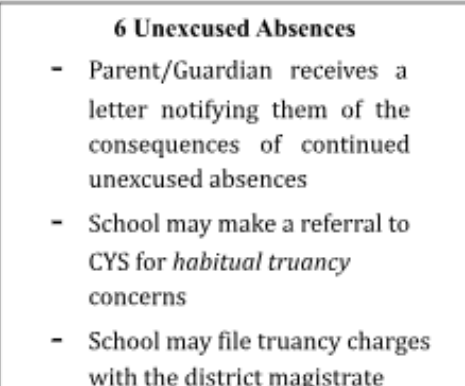 6 Unexcused Absences
- Parent/Guardian receives a
letter notifying them of the
consequences of continued
unexcused absences
- School may make a referral to
CYS for habitual truancy
concerns
- School may file truancy charges
with the district magistrate